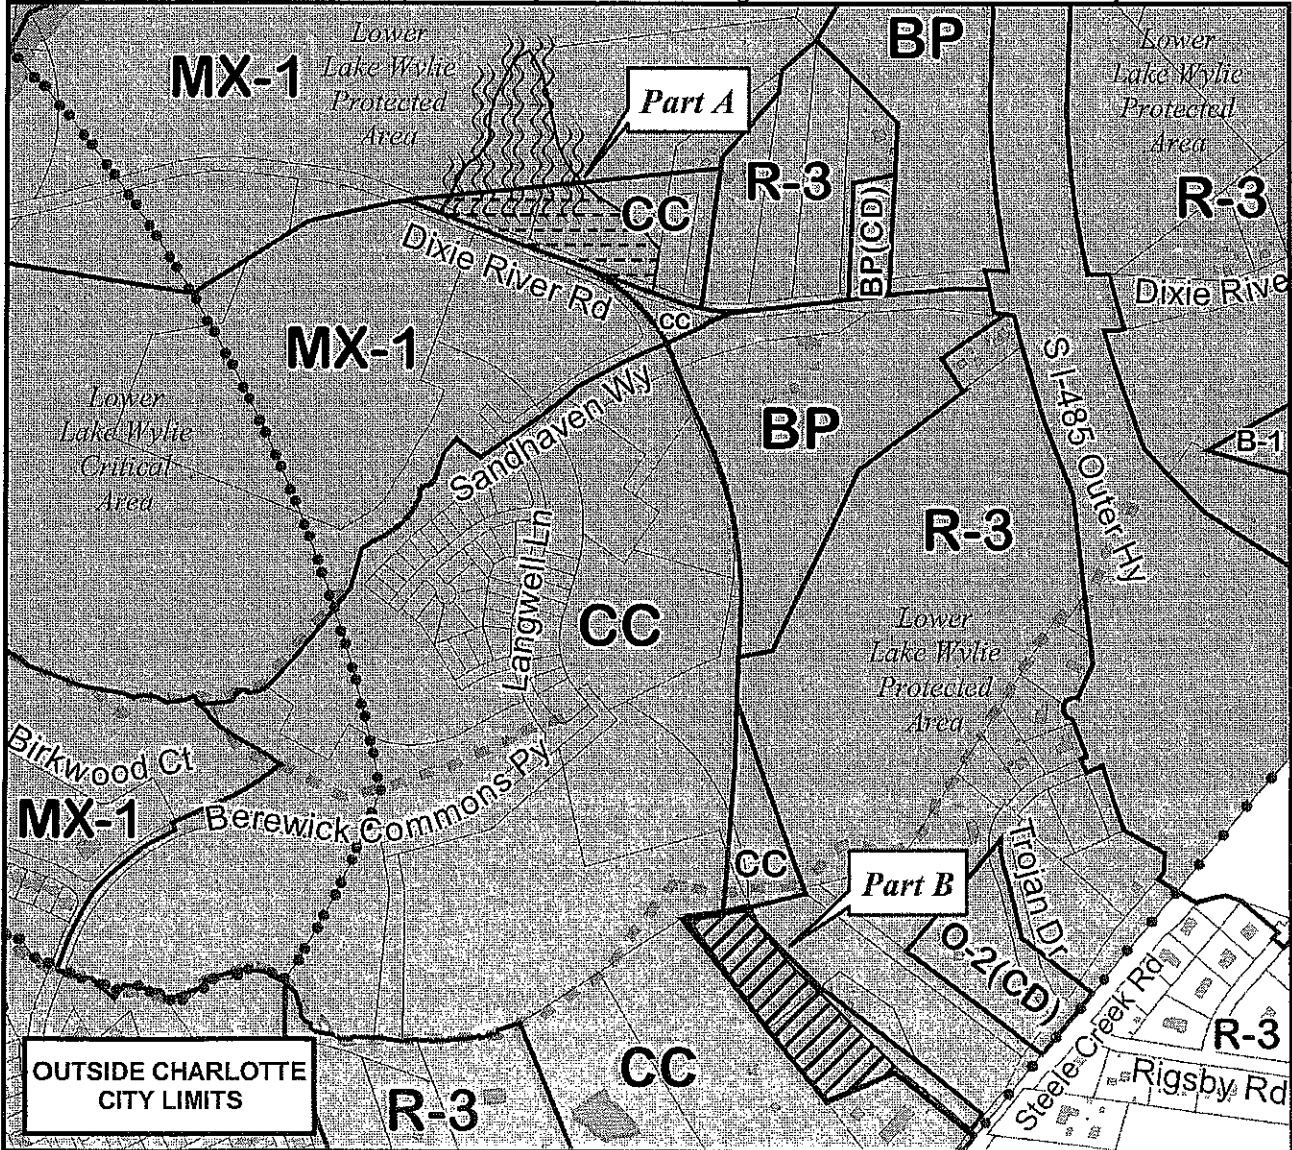 MX-1
Lower
Lake Wylie
Protected
Area
Part A
BP
Lower
Lake Wylie
Protected
Area
R-3
R-3
CC
BP(CD)
Dixie River Rd
Dixie Rive
CC
MX-1
S I-485 Outer Hy
Lower
Lake Wylie
Critical
Area
Sandhaven Wy
BP
B-1
R-3
Langwell Ln
CC
Lower
Lake Wylie
Protected
Area
Birkwood Ct
MX-1
Berewick Commons Py
CC
Part B
Trojan Dr
O-2(CD)
Steele Creek Rd
R-3
Rigsby Rd
OUTSIDE CHARLOTTE
CITY LIMITS
R-3
CC